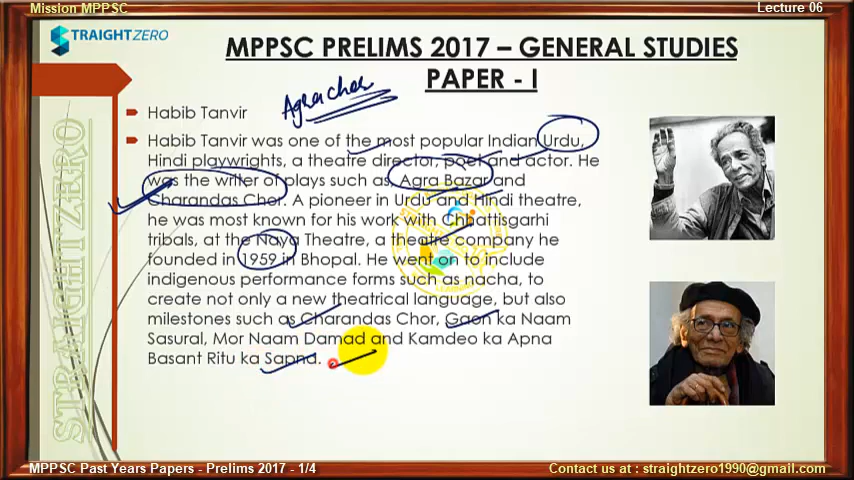 Mission MPPSC
Lecture 06
STRAIGHTZERO
MPPSC PRELIMS 2017 – GENERAL STUDIES
PAPER - I
Agra chor
Habib Tanvir
Habib Tanvir was one of the most popular Indian Urdu,
Hindi playwrights, a theatre director, poet and actor. He
was the writer of plays such as, Agra Bazar and
Charandas Chor. A pioneer in Urdu and Hindi theatre,
he was most known for his work with Chhattisgarhi
tribals, at the Naya Theatre, a theatre company he
founded in 1959 in Bhopal. He went on to include
indigenous performance forms such as nacha, to
create not only a new theatrical language, but also
milestones such as Charandas Chor, Gaon ka Naam
Sasural, Mor Naam Damad and Kamdeo ka Apna
Basant Ritu ka Sapna.
STRAIGHTZERO
MPPSC Past Years Papers - Prelims 2017 - 1/4
Contact us at : straightzero1990@gmail.com